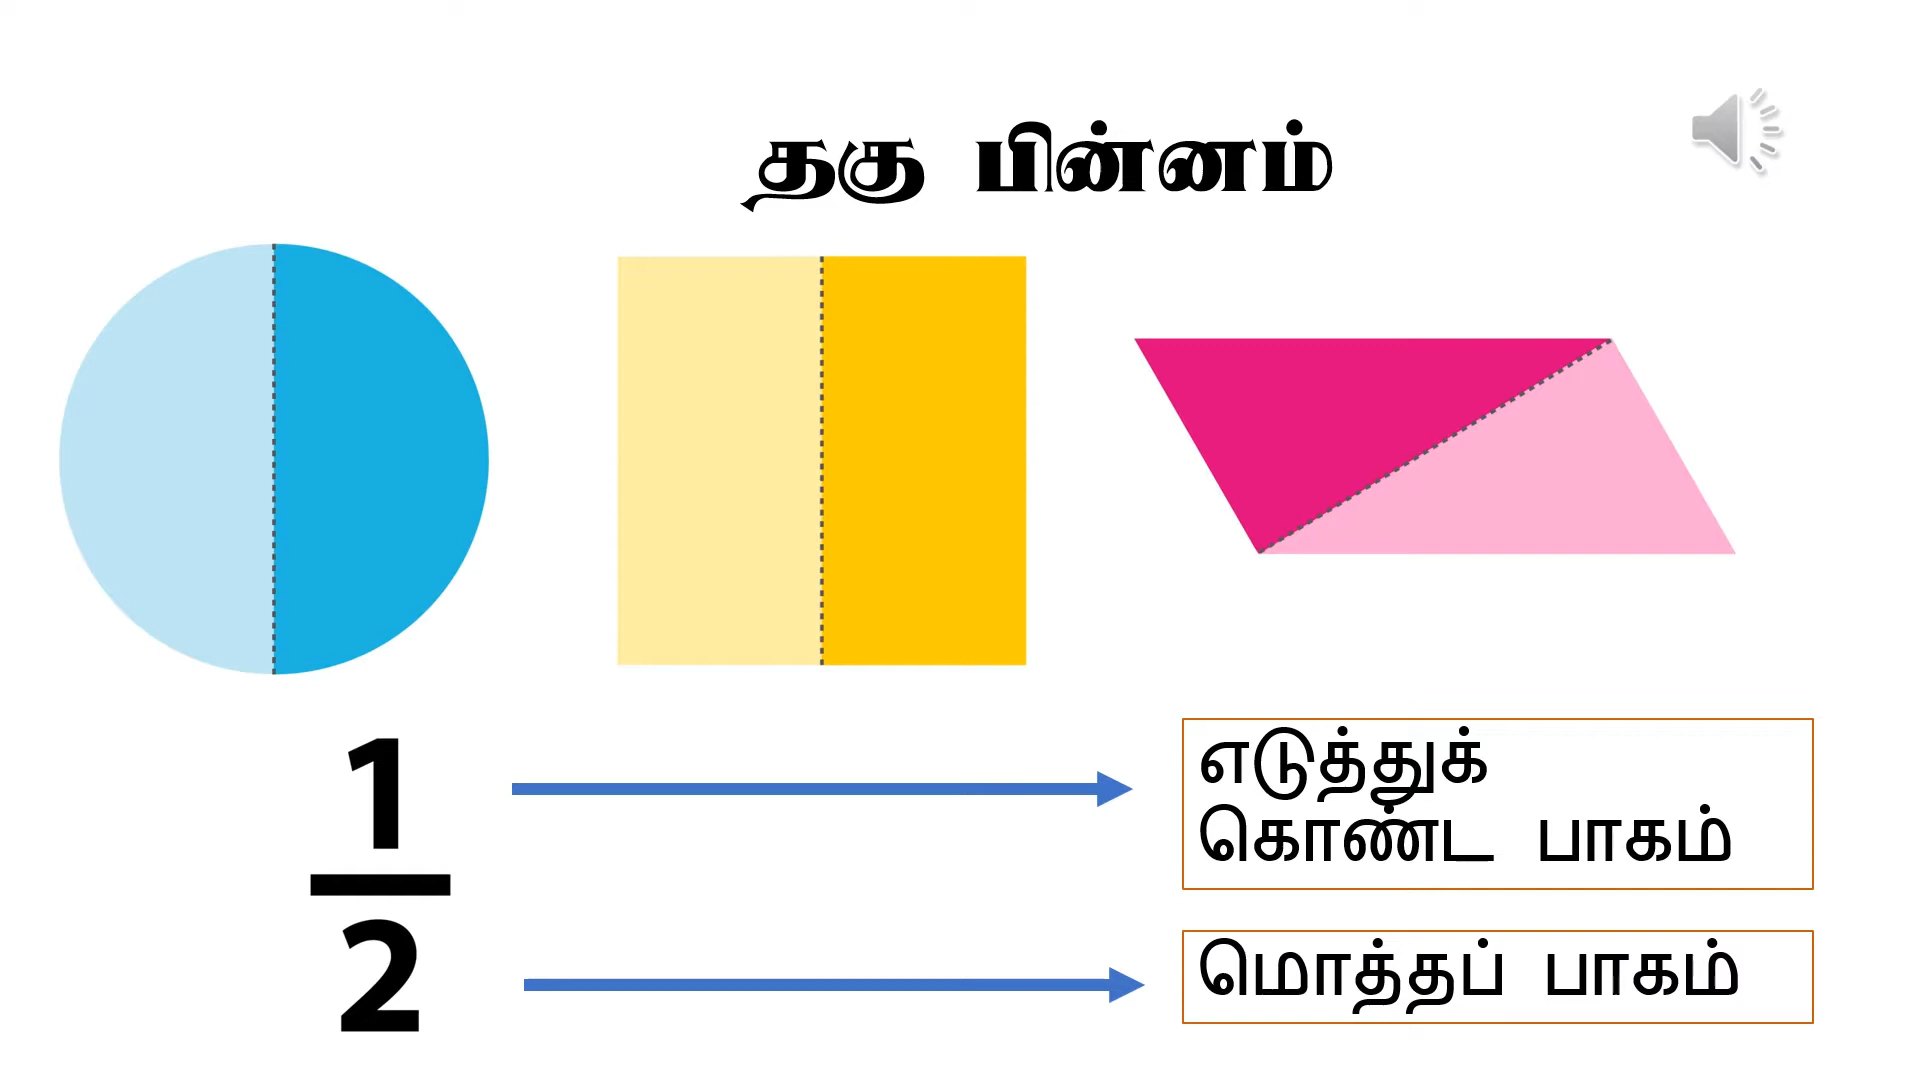 தகு பின்னம்
1
2
எடுத்துக்
கொண்ட பாகம்
மொத்தப் பாகம்